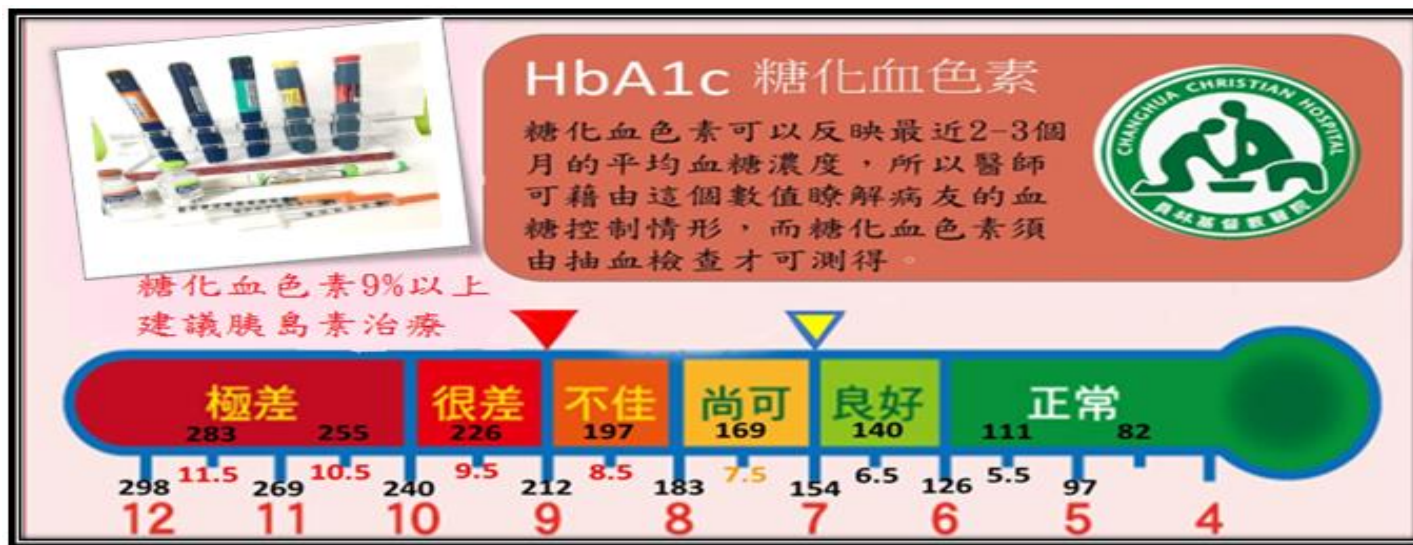 HbA1c 糖化血色素
糖化血色素可以反映最近2-3個
月的平均血糖濃度，所以醫師
可藉由這個數值瞭解病友的血
糖控制情形，而糖化血色素須
由抽血檢查才可測得。
CHANGHUA CHRISTIAN HOSPITAL
員林基督教醫院
糖化血色素9%以上
建議胰島素治療
極差 很差 不佳 尚可 良好 正常
283 255 226 197 169 140 111 82
11.5 10.5 9.5 8.5 7.5 6.5 5.5
298 269 240 212 183 154 126 97
12 11 10 9 8 7 6 5 4